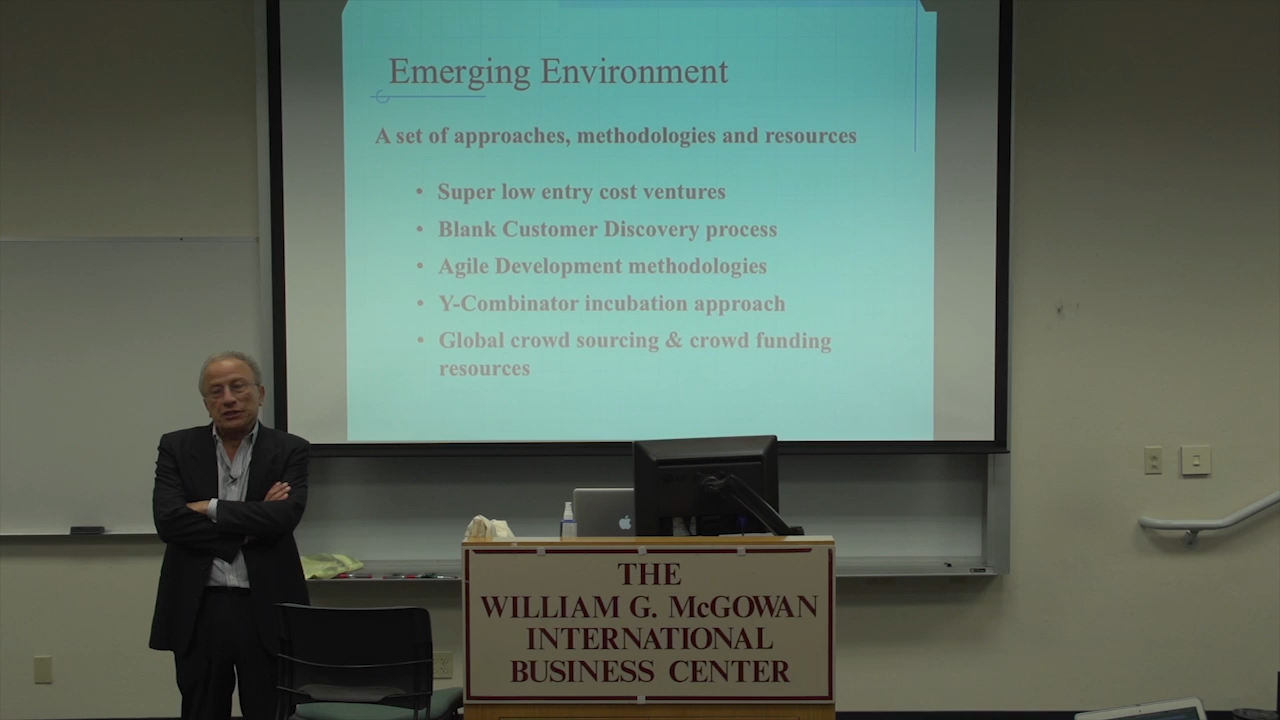 Emerging Environment
A set of approaches, methodologies and resources
• Super low entry cost ventures
• Blank Customer Discovery process
• Agile Development methodologies
• Y-Combinator incubation approach
• Global crowd sourcing & crowd funding
resources
THE
WILLIAM G. McGOWAN
INTERNATIONAL
BUSINESS CENTER